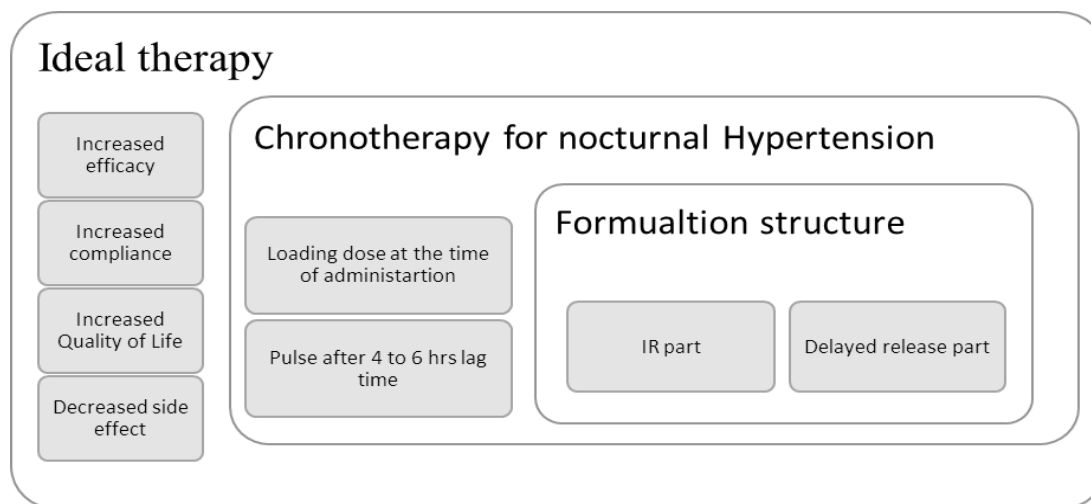 Ideal therapy
Increased
efficacy
Increased
compliance
Increased
Quality of Life
Decreased side
effect
Chronotherapy for nocturnal Hypertension
Loading dose at the time
of administartion
Pulse after 4 to 6 hrs lag
time
Formualtion structure
IR part
Delayed release part